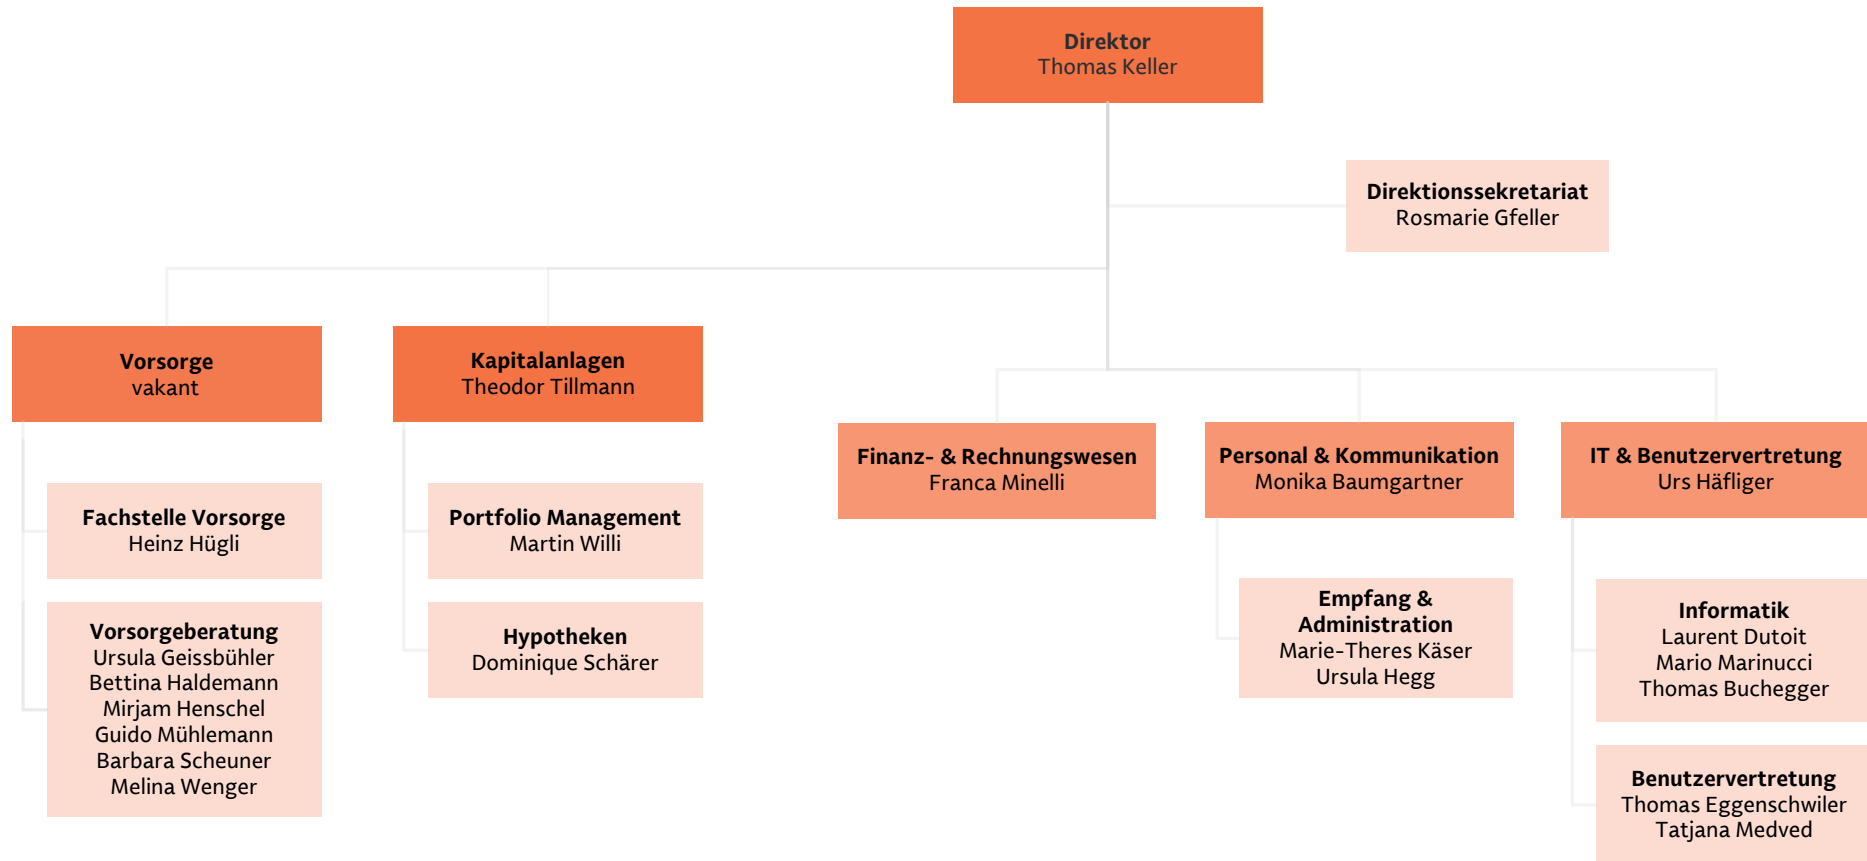 Direktor
Thomas Keller
Direktionssekretariat
Rosmarie Gfeller
Vorsorge
vakant
Kapitalanlagen
Theodor Tillmann
Finanz- & Rechnungswesen
Franca Minelli
Personal & Kommunikation
Monika Baumgartner
IT & Benutzervertretung
Urs Häfliger
Fachstelle Vorsorge
Heinz Hügli
Vorsorgeberatung
Ursula Geissbühler
Bettina Haldemann
Mirjam Henschel
Guido Mühlemann
Barbara Scheuner
Melina Wenger
Portfolio Management
Martin Willi
Hypotheken
Dominique Schärer
Empfang &
Administration
Marie-Theres Käser
Ursula Hegg
Informatik
Laurent Dutoit
Mario Marinucci
Thomas Buchegger
Benutzervertretung
Thomas Eggenschwiler
Tatjana Medved